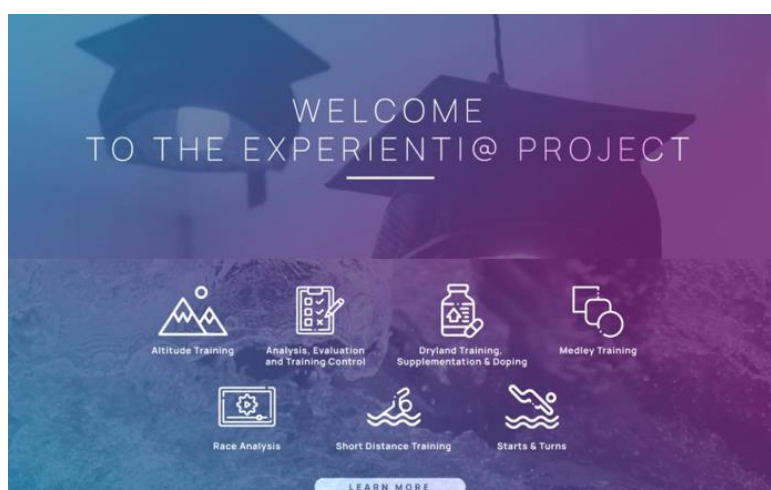 WELCOME
TO THE EXPERIENTI@ PROJECT
Altitude Training
Analysis, Evaluation
and Training Control
Dryland Training,
Supplementation & Doping
Medley Training
Race Analysis
Short Distance Training
Starts & Turns
LEARN MORE